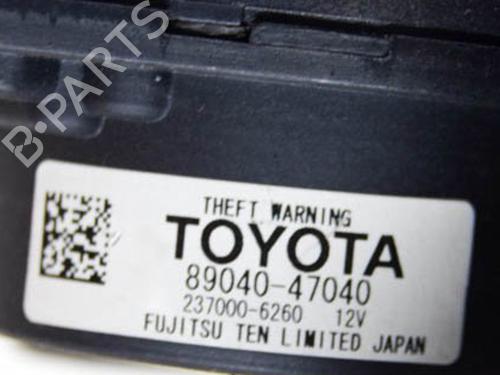 B-PARTS
THEFT WARNING
TOYOTA
89040-47040
237000-6260 12V
FUJITSU TEN LIMITED JAPAN